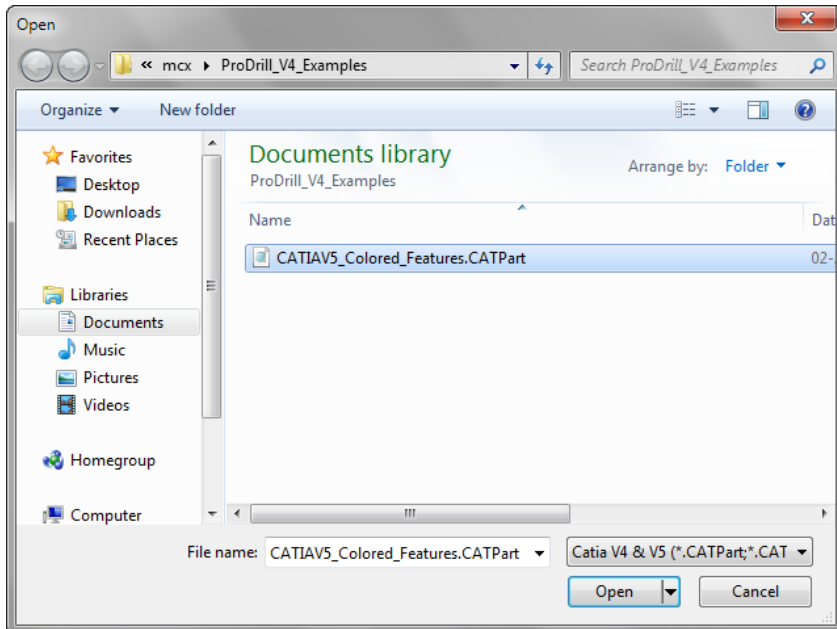 Open
« mcx ▸ ProDrill_V4_Examples
Search ProDrill_V4_Examples
Organize New folder
Favorites
Desktop
Downloads
Recent Places
Libraries
Documents
Music
Pictures
Videos
Homegroup
Computer
Documents library
ProDrill_V4_Examples
Arrange by: Folder
Name Dat
CATIAV5_Colored_Features.CATPart 02-
File name: CATIAV5_Colored_Features.CATPart Catia V4 & V5 (*.CATPart;*.CAT
Open Cancel